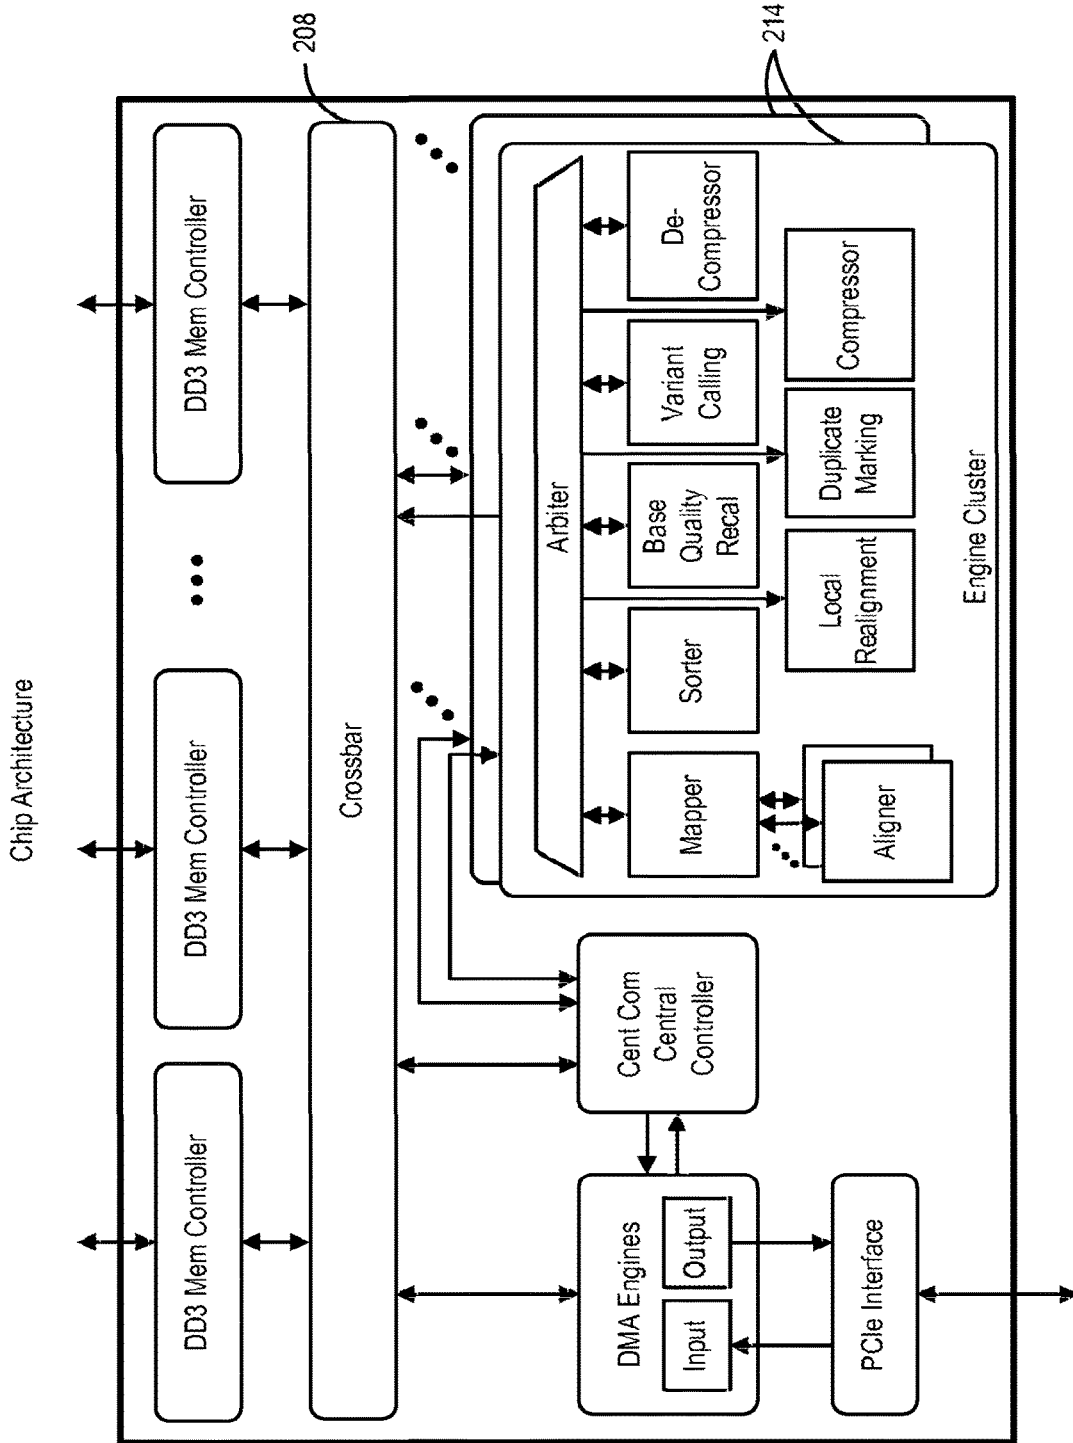 Chip Architecture
DD3 Mem Controller
DD3 Mem Controller
DD3 Mem Controller
208
Crossbar
214
Arbiter
Mapper
Sorter
Base
Quality
Recal
Variant
Calling
De-
Compressor
Aligner
Local
Realignment
Duplicate
Marking
Compressor
Engine Cluster
Cent Com
Central
Controller
DMA Engines
Input
Output
PCIe Interface